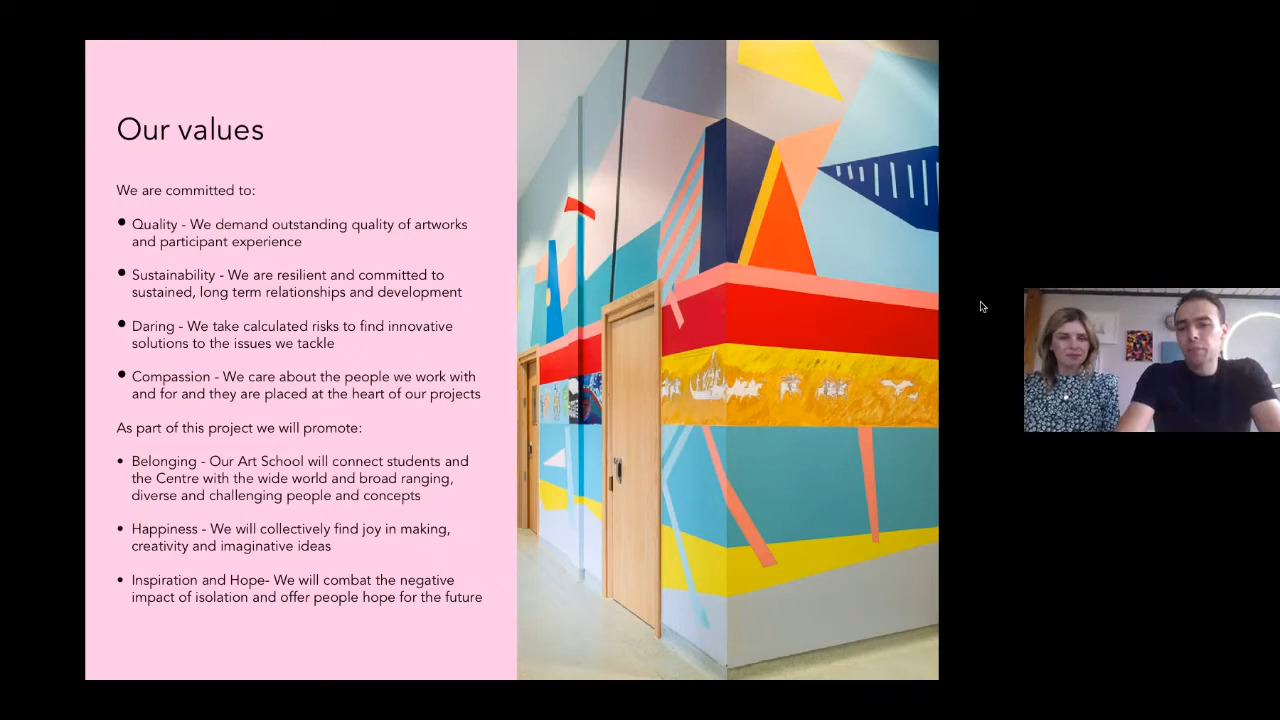 Our values
We are committed to:
• Quality - We demand outstanding quality of artworks
and participant experience
• Sustainability - We are resilient and committed to
sustained, long term relationships and development
• Daring - We take calculated risks to find innovative
solutions to the issues we tackle
• Compassion - We care about the people we work with
and for and they are placed at the heart of our projects
As part of this project we will promote:
• Belonging - Our Art School will connect students and
the Centre with the wide world and broad ranging,
diverse and challenging people and concepts
• Happiness - We will collectively find joy in making,
creativity and imaginative ideas
• Inspiration and Hope- We will combat the negative
impact of isolation and offer people hope for the future